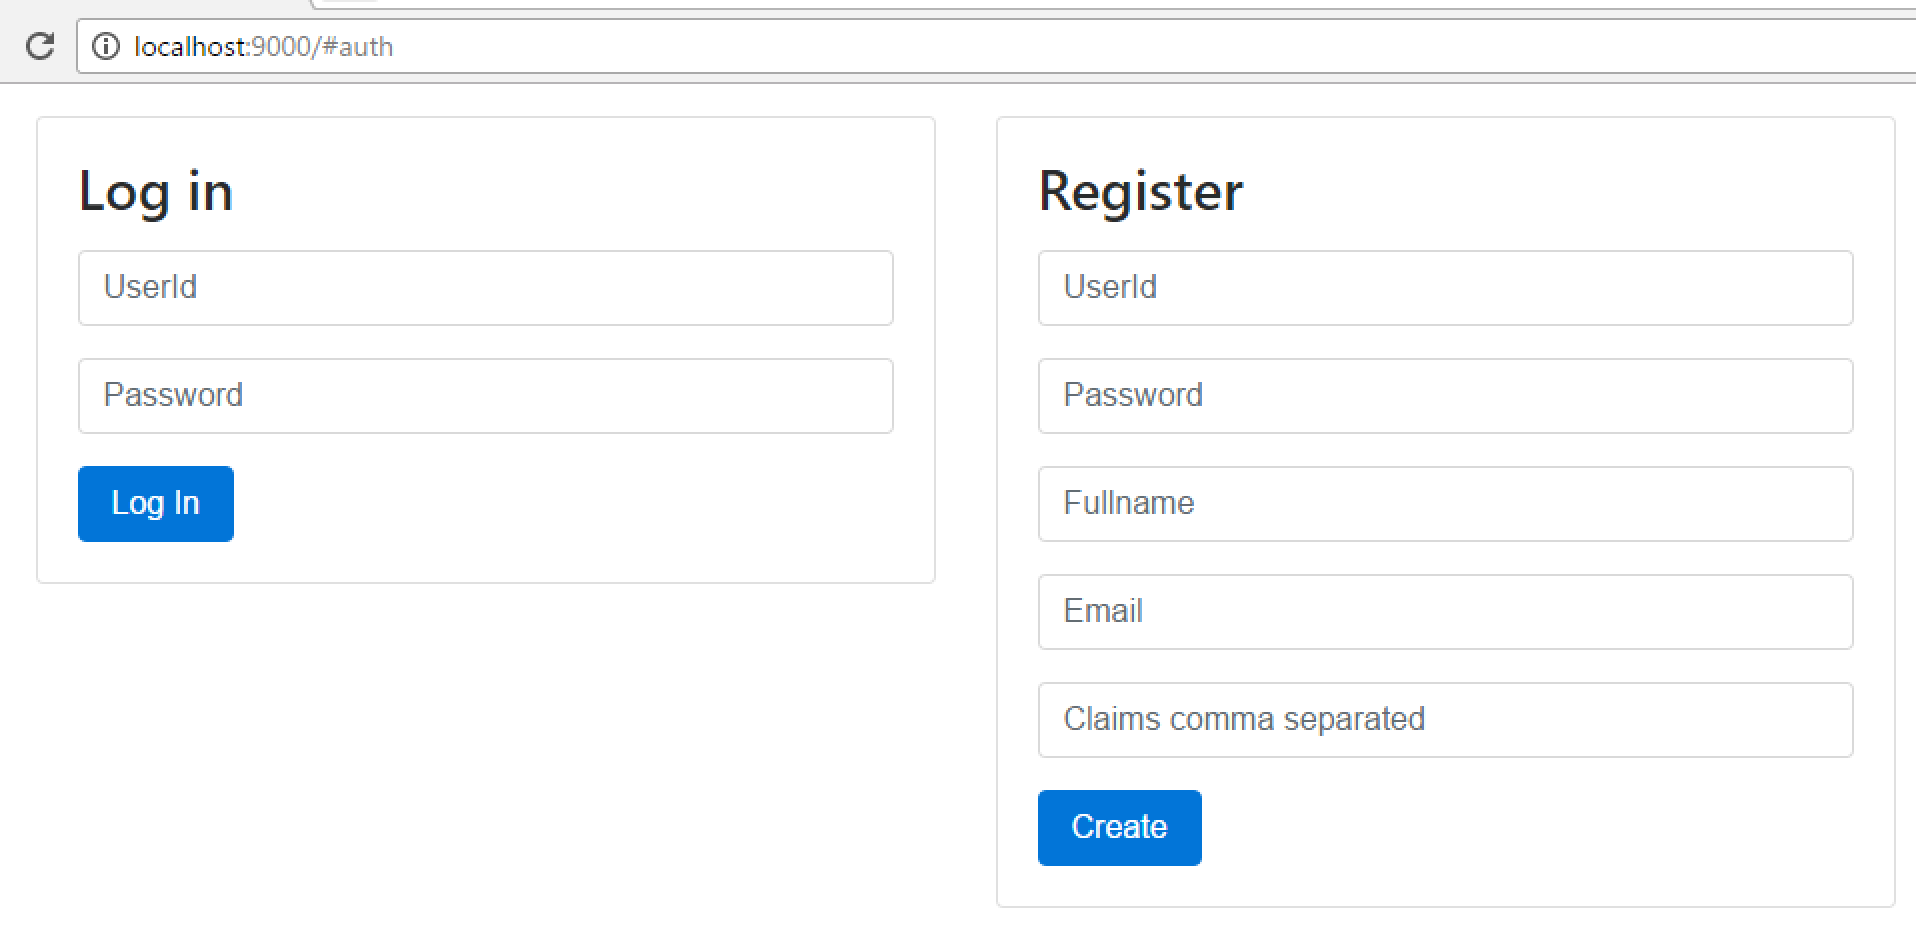 localhost:9000/#auth
Log in
UserId
Password
Log In
Register
UserId
Password
Fullname
Email
Claims comma separated
Create